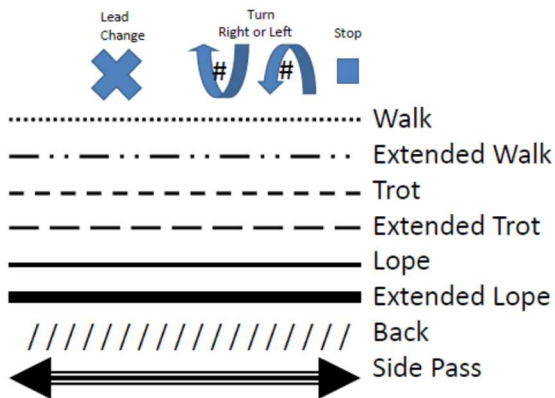 Lead
Change
Turn
Right or Left
Stop
#
#
Walk
Extended Walk
Trot
Extended Trot
Lope
Extended Lope
Back
Side Pass